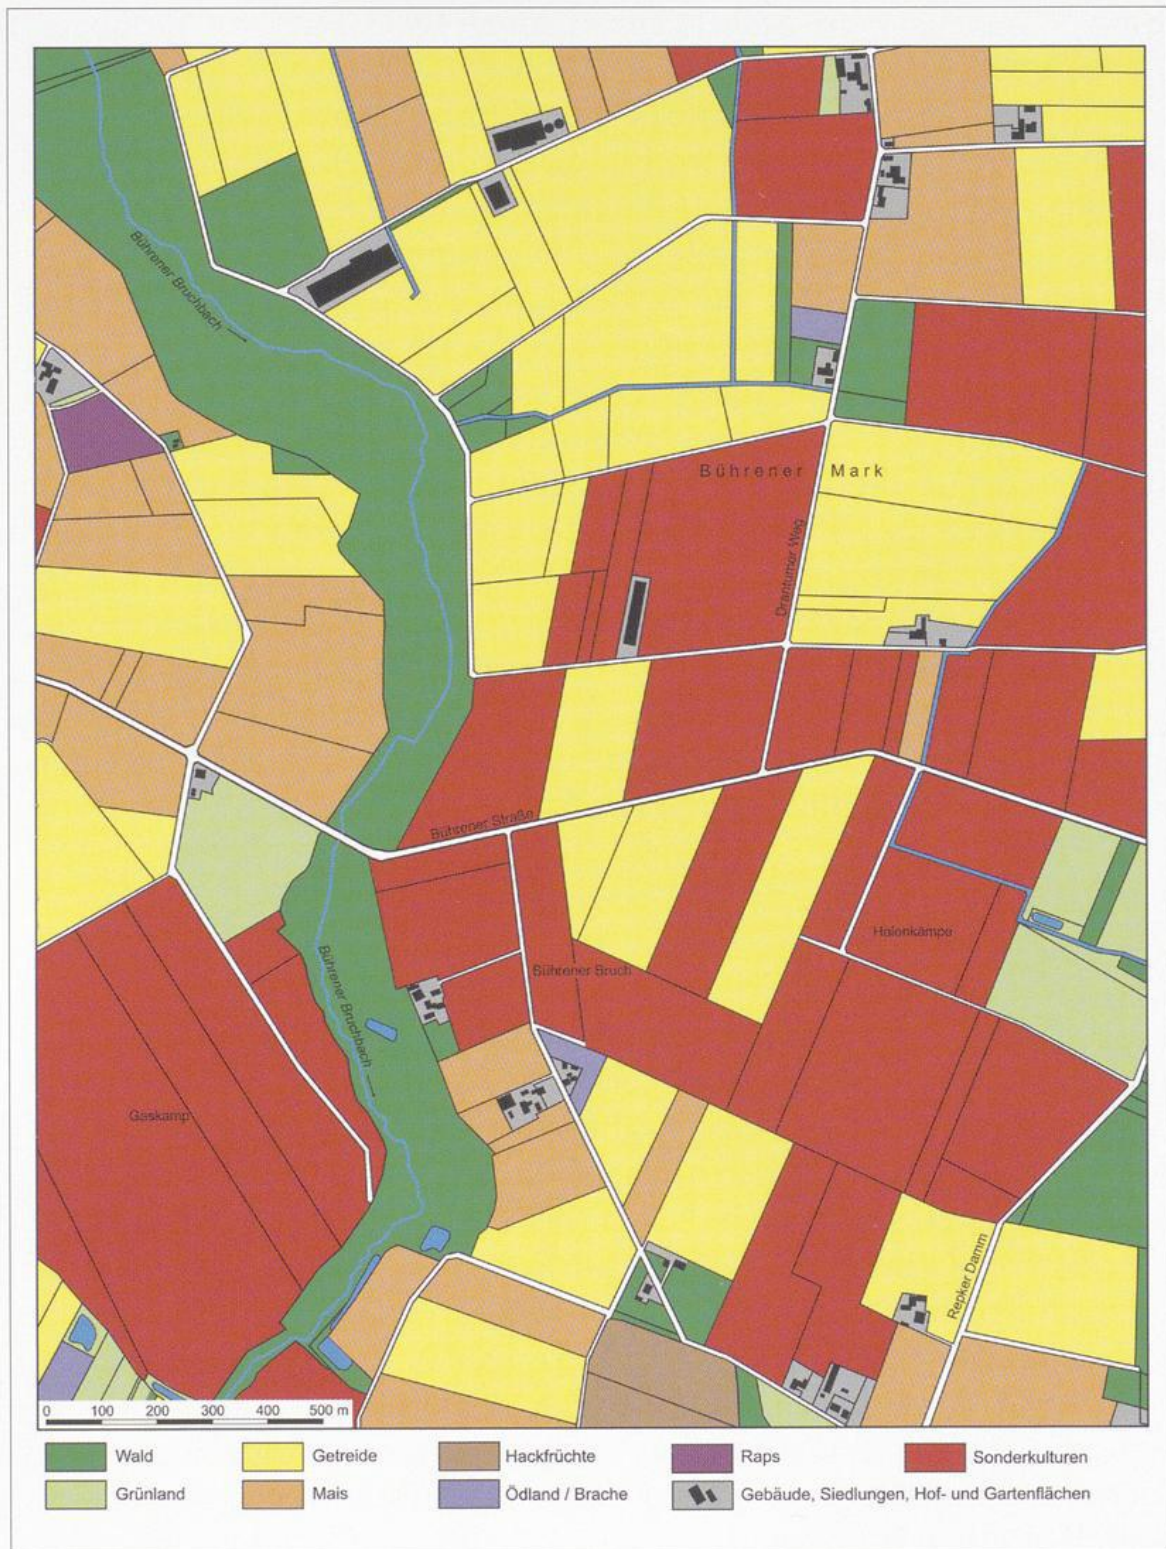 Bührener Bruchbach
Bührener Mark
Drantumer Weg
Bührener Straße
Holenkämpe
Bührener Bruch
Bührener Bruchbach
Gaskamp
Repker Damm
0 100 200 300 400 500 m
Wald Getreide Hackfrüchte Raps Sonderkulturen
Grünland Mais Ödland / Brache Gebäude, Siedlungen, Hof- und Gartenflächen